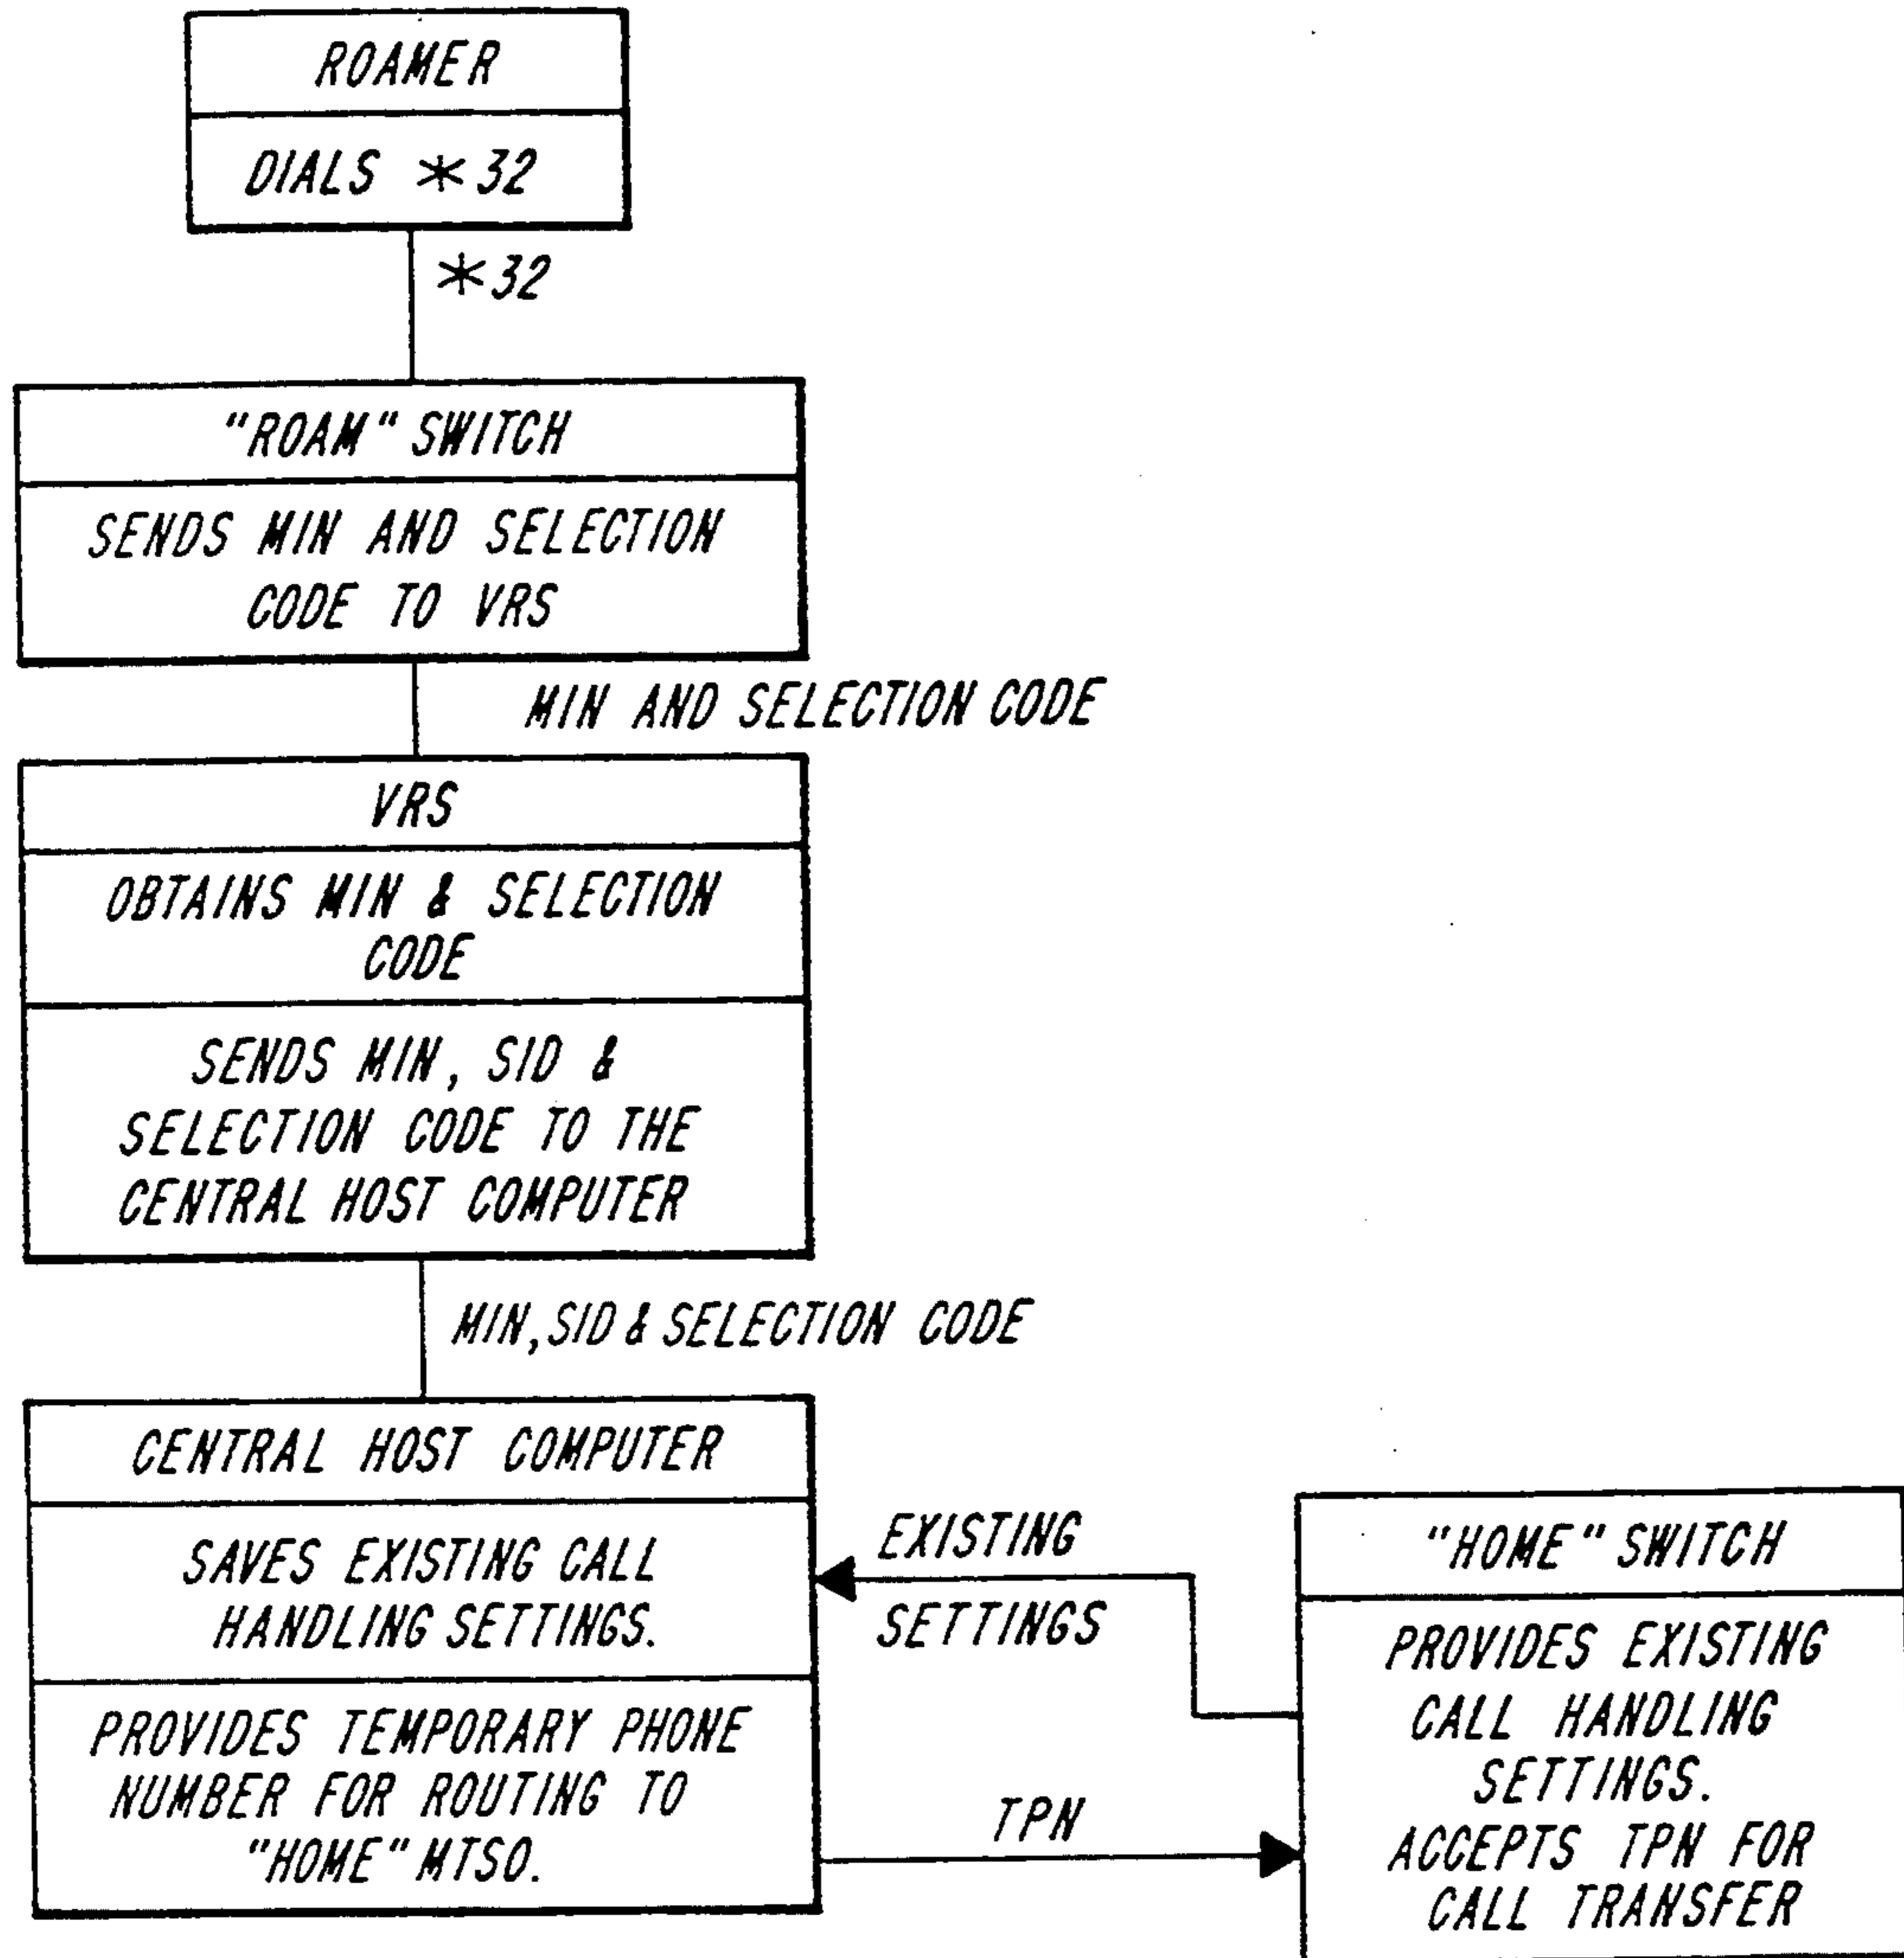 ROAMER
DIALS *32
*32
"ROAM" SWITCH
SENDS MIN AND SELECTION
CODE TO VRS
MIN AND SELECTION CODE
VRS
OBTAINS MIN & SELECTION
CODE
SENDS MIN, SID &
SELECTION CODE TO THE
CENTRAL HOST COMPUTER
MIN, SID & SELECTION CODE
CENTRAL HOST COMPUTER
SAVES EXISTING CALL
HANDLING SETTINGS.
PROVIDES TEMPORARY PHONE
NUMBER FOR ROUTING TO
"HOME" MTSO.
EXISTING
SETTINGS
TPN
"HOME" SWITCH
PROVIDES EXISTING
CALL HANDLING
SETTINGS.
ACCEPTS TPN FOR
CALL TRANSFER